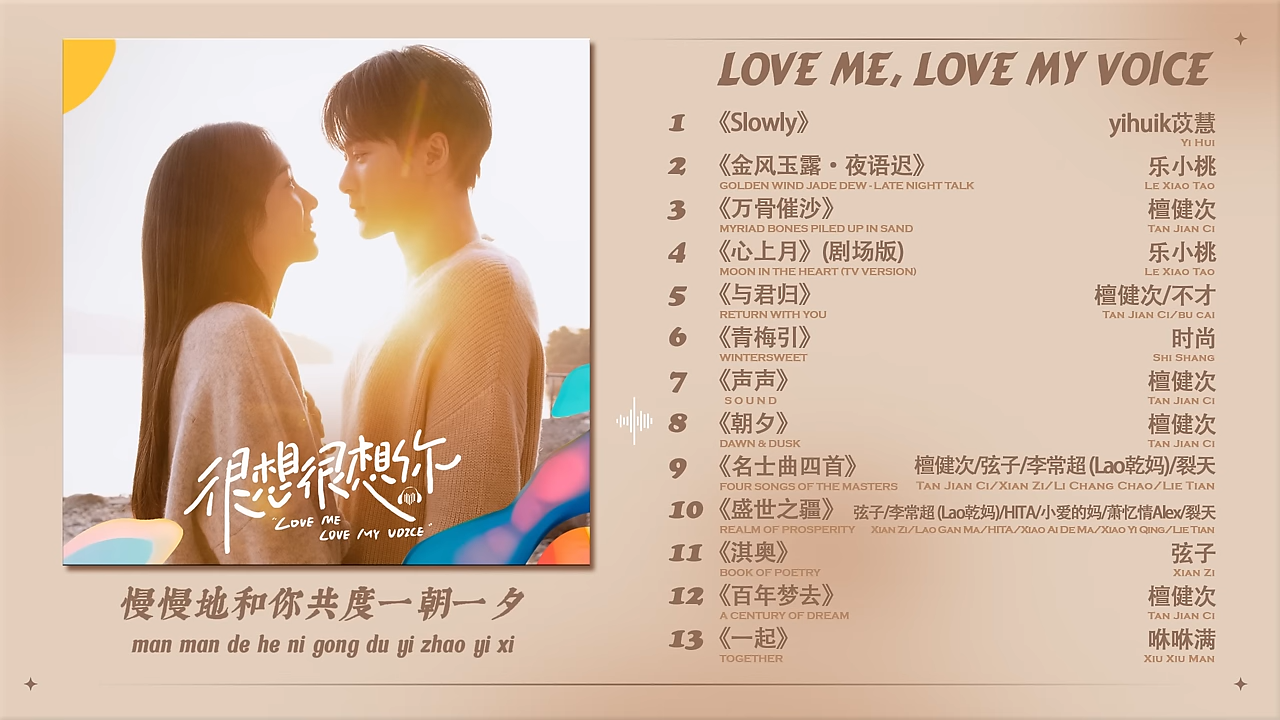 很想很想你
"LOVE ME
LOVE MY VOICE"
慢慢地和你共度一朝一夕
man man de he ni gong du yi zhao yi xi
LOVE ME, LOVE MY VOICE
1 《Slowly》 yihuik苡慧
YI HUI
2 《金风玉露·夜语迟》 乐小桃
GOLDEN WIND JADE DEW - LATE NIGHT TALK LE XIAO TAO
3 《万骨催沙》 檀健次
MYRIAD BONES PILED UP IN SAND TAN JIAN CI
4 《心上月》(剧场版) 乐小桃
MOON IN THE HEART (TV VERSION) LE XIAO TAO
5 《与君归》 檀健次/不才
RETURN WITH YOU TAN JIAN CI/BU CAI
6 《青梅引》 时尚
WINTERSWEET SHI SHANG
7 《声声》 檀健次
SOUND TAN JIAN CI
8 《朝夕》 檀健次
DAWN & DUSK TAN JIAN CI
9 《名士曲四首》 檀健次/弦子/李常超 (Lao乾妈)/裂天
FOUR SONGS OF THE MASTERS TAN JIAN CI/XIAN ZI/LI CHANG CHAO/LIE TIAN
10 《盛世之疆》 弦子/李常超 (Lao乾妈)/HITA/小爱的妈/萧忆情Alex/裂天
REALM OF PROSPERITY XIAN ZI/LAO GAN MA/HITA/XIAO AI DE MA/XIAO YI QING/LIE TIAN
11 《淇奥》 弦子
BOOK OF POETRY XIAN ZI
12 《百年梦去》 檀健次
A CENTURY OF DREAM TAN JIAN CI
13 《一起》 咻咻满
TOGETHER XIU XIU MAN